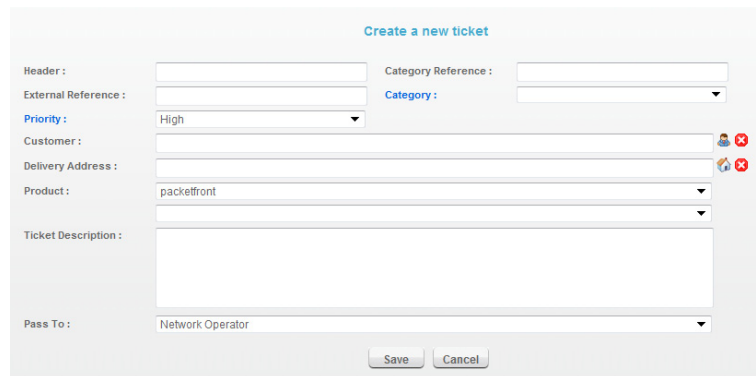 Create a new ticket
Header :
Category Reference :
External Reference :
Category :
Priority :
High
Customer :
Delivery Address :
Product :
packetfront
Ticket Description :
Pass To :
Network Operator
Save
Cancel